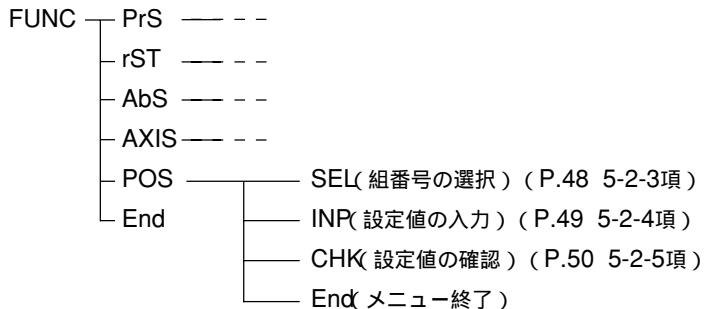 FUNC PrS
rST
AbS
AXIS
POS SEL(組番号の選択)(P.48 5-2-3項)
End INP(設定値の入力)(P.49 5-2-4項)
CHK(設定値の確認)(P.50 5-2-5項)
End(メニュー終了)